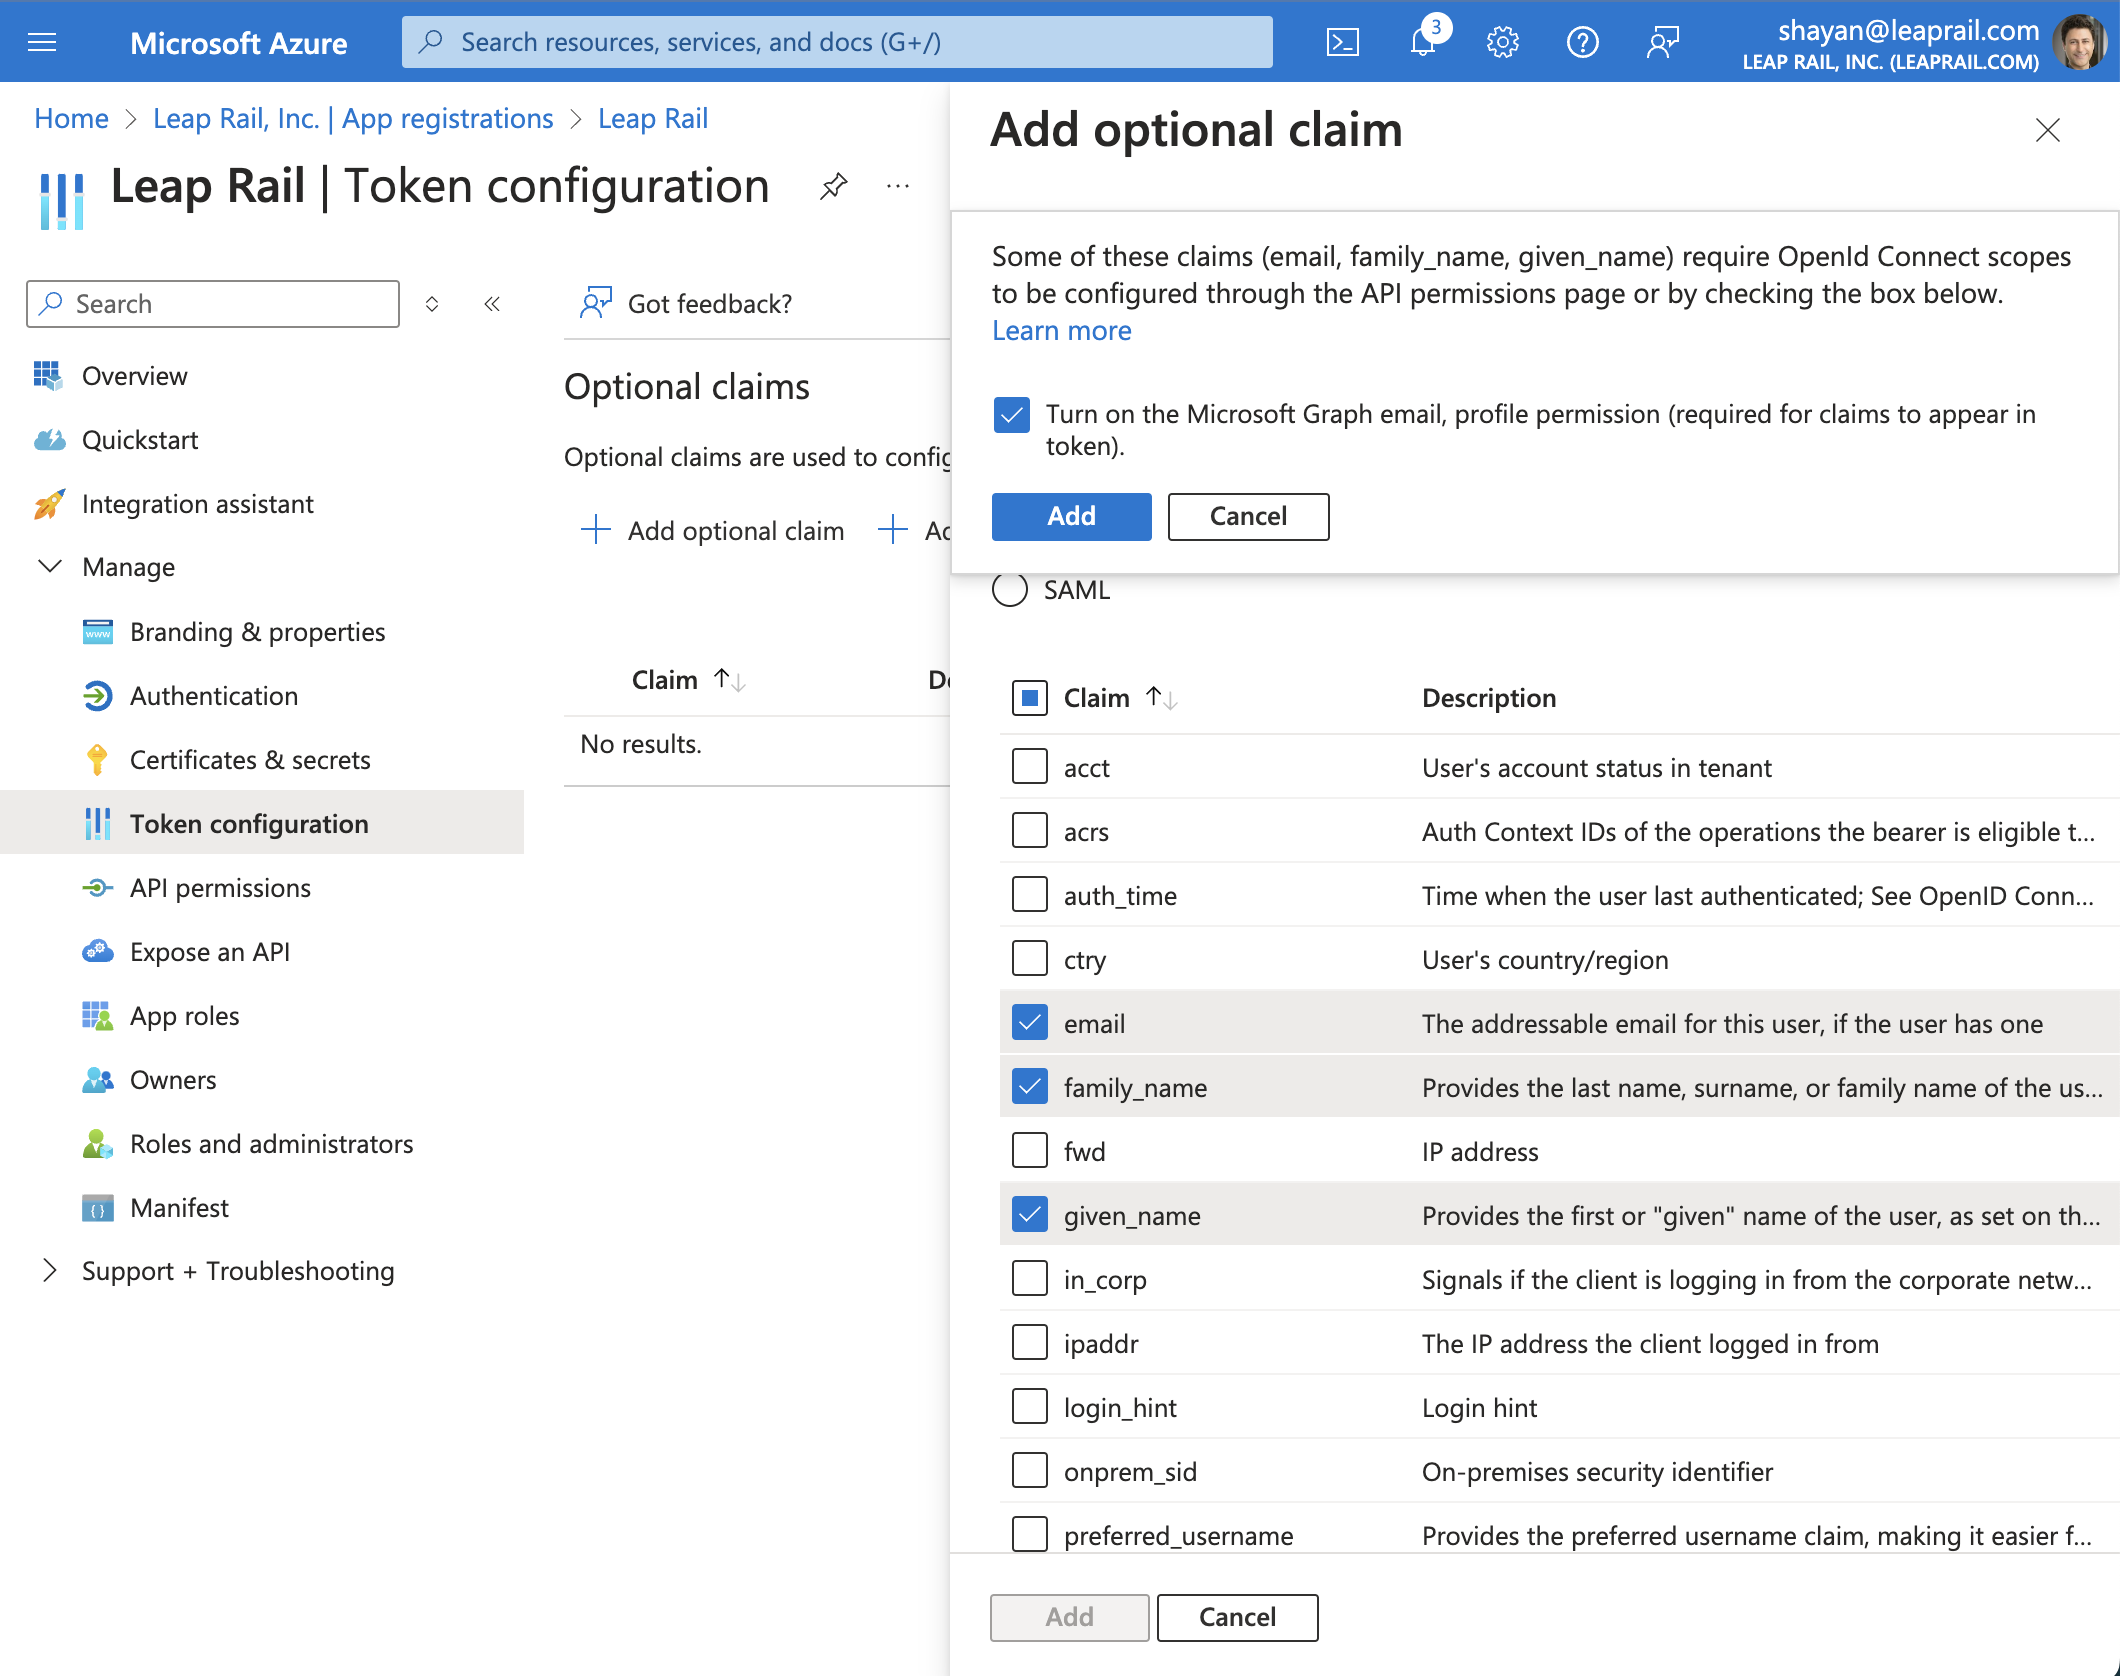 Microsoft Azure
Search resources, services, and docs (G+/)
3
shayan@leaprail.com
LEAP RAIL, INC. (LEAPRAIL.COM)
Home > Leap Rail, Inc. | App registrations > Leap Rail
Leap Rail | Token configuration
...
Search
Overview
Quickstart
Integration assistant
Manage
Branding & properties
Authentication
Certificates & secrets
Token configuration
API permissions
Expose an API
App roles
Owners
Roles and administrators
Manifest
Support + Troubleshooting
Got feedback?
Optional claims
Optional claims are used to config
Add optional claim
Ad
Claim
De
No results.
Add optional claim
Some of these claims (email, family_name, given_name) require OpenId Connect scopes
to be configured through the API permissions page or by checking the box below.
Learn more
Turn on the Microsoft Graph email, profile permission (required for claims to appear in
token).
Add
Cancel
SAML
Claim
Description
acct
User's account status in tenant
acrs
Auth Context IDs of the operations the bearer is eligible t...
auth_time
Time when the user last authenticated; See OpenID Conn...
ctry
User's country/region
email
The addressable email for this user, if the user has one
family_name
Provides the last name, surname, or family name of the us...
fwd
IP address
given_name
Provides the first or "given" name of the user, as set on th...
in_corp
Signals if the client is logging in from the corporate netw...
ipaddr
The IP address the client logged in from
login_hint
Login hint
onprem_sid
On-premises security identifier
preferred_username
Provides the preferred username claim, making it easier f...
Add
Cancel